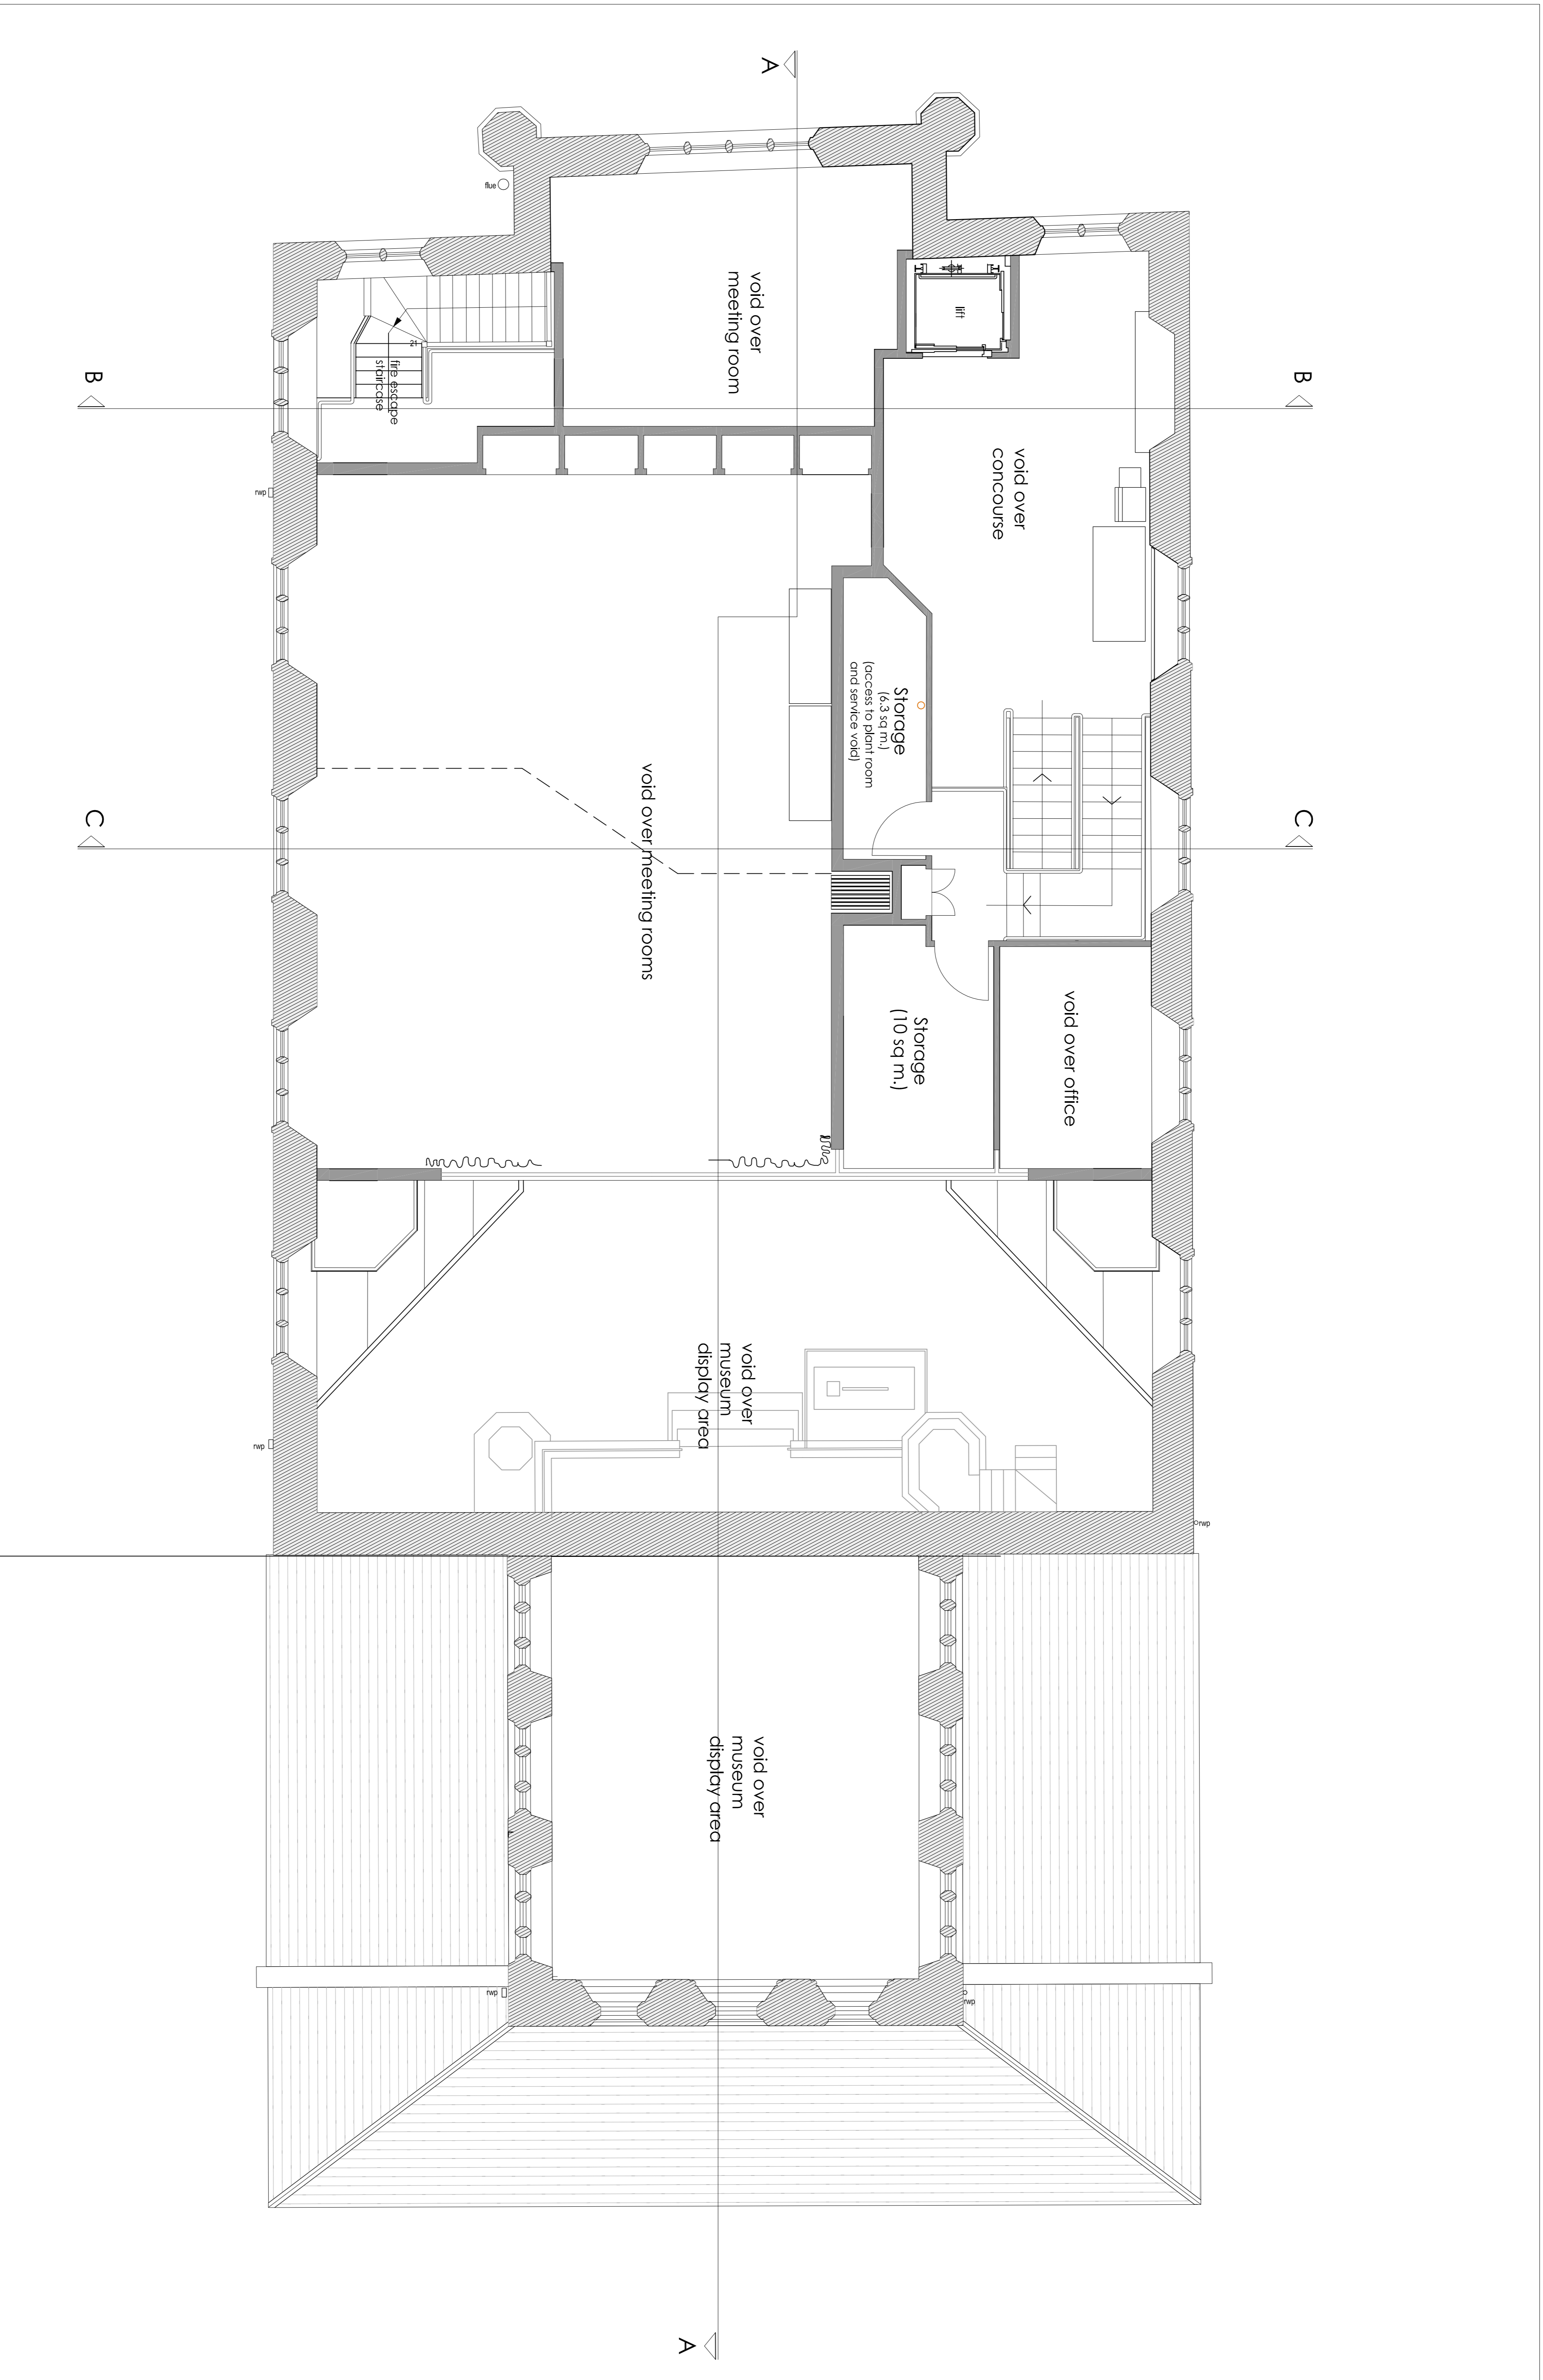 A
flue
void over
meeting room
lift
B
B
21
fire escape
staircase
void over
concourse
rwp
Storage
(6.3 sq m.)
(access to plant room
and service void)
void over meeting rooms
C
C
void over office
Storage
(10 sq m.)
void over
museum
display area
rwp
rwp
void over
museum
display area
rwp
rwp
A